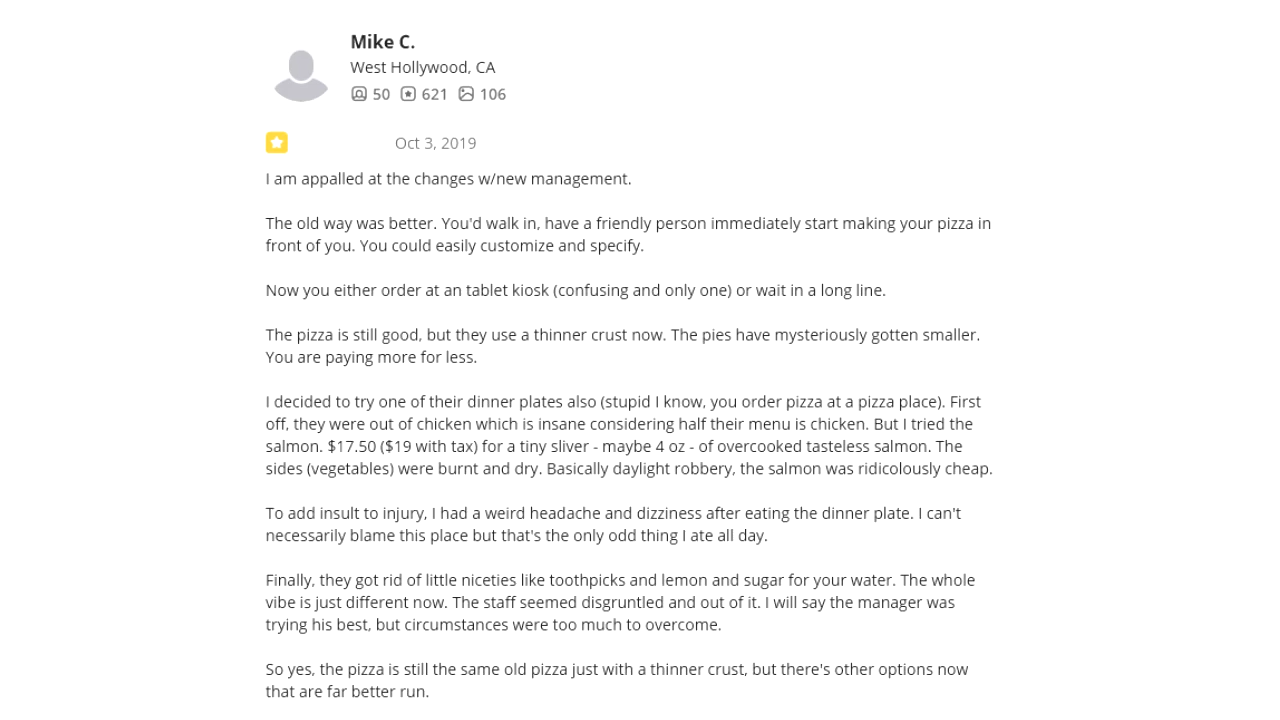 Mike C.
West Hollywood, CA
50 621 106
Oct 3, 2019
I am appalled at the changes w/new management.
The old way was better. You'd walk in, have a friendly person immediately start making your pizza in
front of you. You could easily customize and specify.
Now you either order at an tablet kiosk (confusing and only one) or wait in a long line.
The pizza is still good, but they use a thinner crust now. The pies have mysteriously gotten smaller.
You are paying more for less.
I decided to try one of their dinner plates also (stupid I know, you order pizza at a pizza place). First
off, they were out of chicken which is insane considering half their menu is chicken. But I tried the
salmon. $17.50 ($19 with tax) for a tiny sliver - maybe 4 oz - of overcooked tasteless salmon. The
sides (vegetables) were burnt and dry. Basically daylight robbery, the salmon was ridicolously cheap.
To add insult to injury, I had a weird headache and dizziness after eating the dinner plate. I can't
necessarily blame this place but that's the only odd thing I ate all day.
Finally, they got rid of little niceties like toothpicks and lemon and sugar for your water. The whole
vibe is just different now. The staff seemed disgruntled and out of it. I will say the manager was
trying his best, but circumstances were too much to overcome.
So yes, the pizza is still the same old pizza just with a thinner crust, but there's other options now
that are far better run.